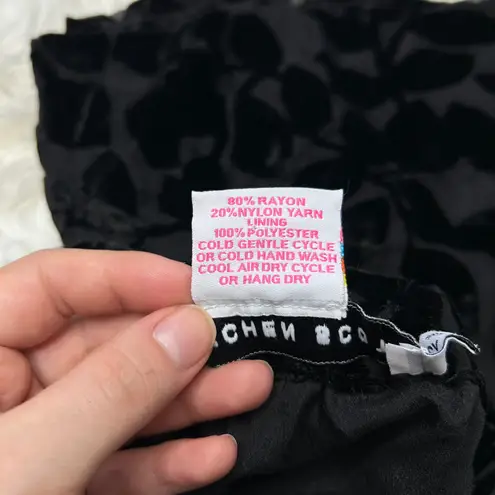 80% RAYON
20%NYLON YARN
LINING
100% POLYESTER
COLD GENTLE CYCLE
OR COLD HAND WASH
COOL AIR DRY CYCLE
OR HANG DRY